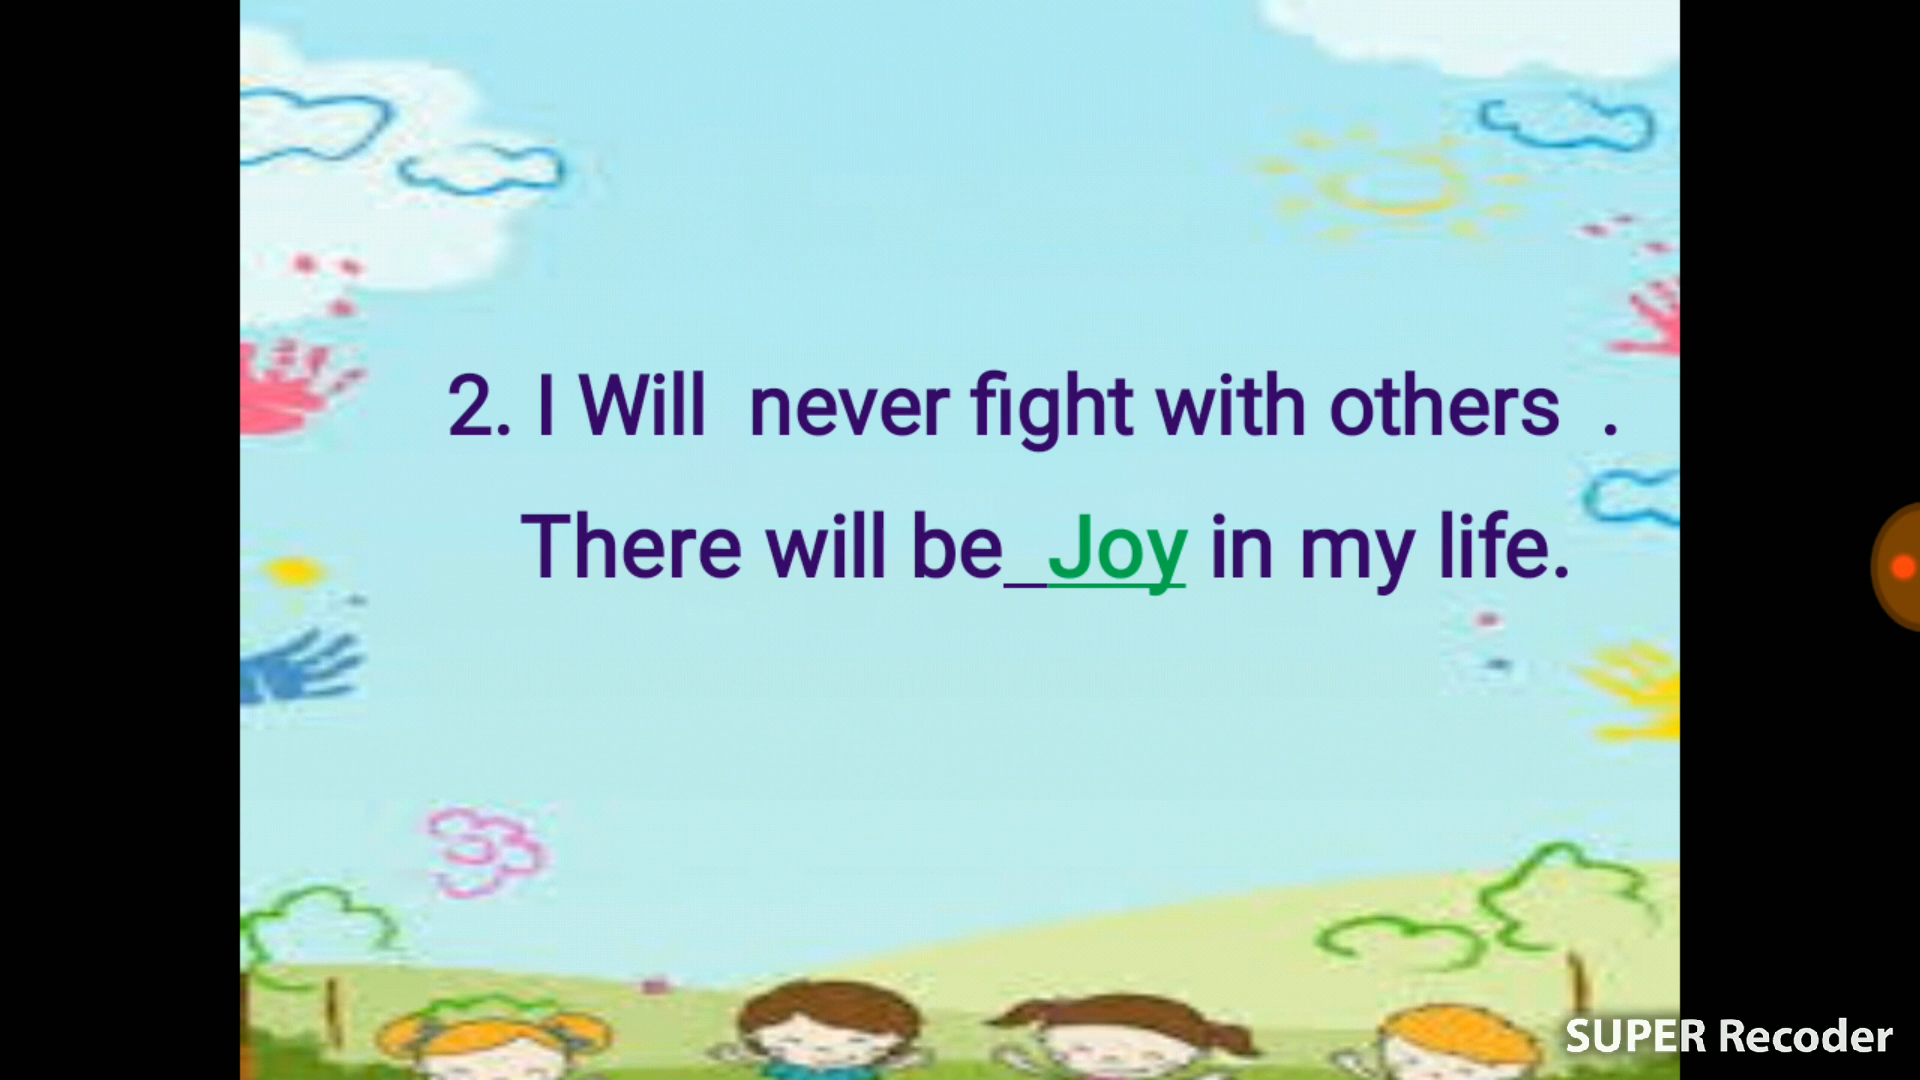 2. I Will never fight with others .
There will be_Joy in my life.
SUPER Recoder